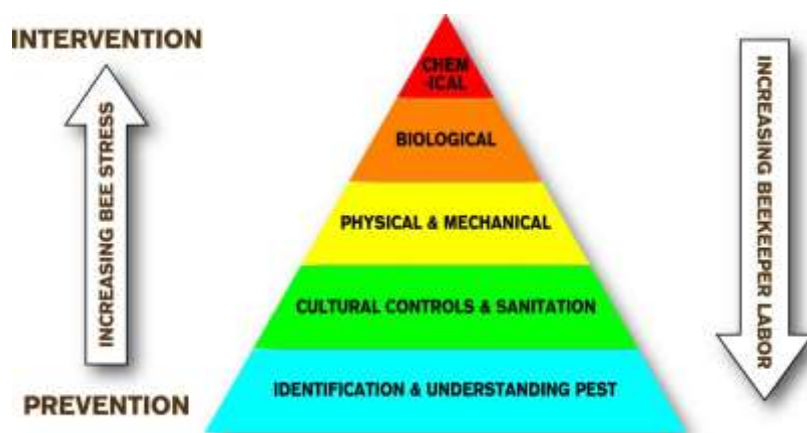 INTERVENTION
INCREASING BEE STRESS
PREVENTION
CHEM
-ICAL
BIOLOGICAL
PHYSICAL & MECHANICAL
CULTURAL CONTROLS & SANITATION
IDENTIFICATION & UNDERSTANDING PEST
INCREASING BEEKEEPER LABOR